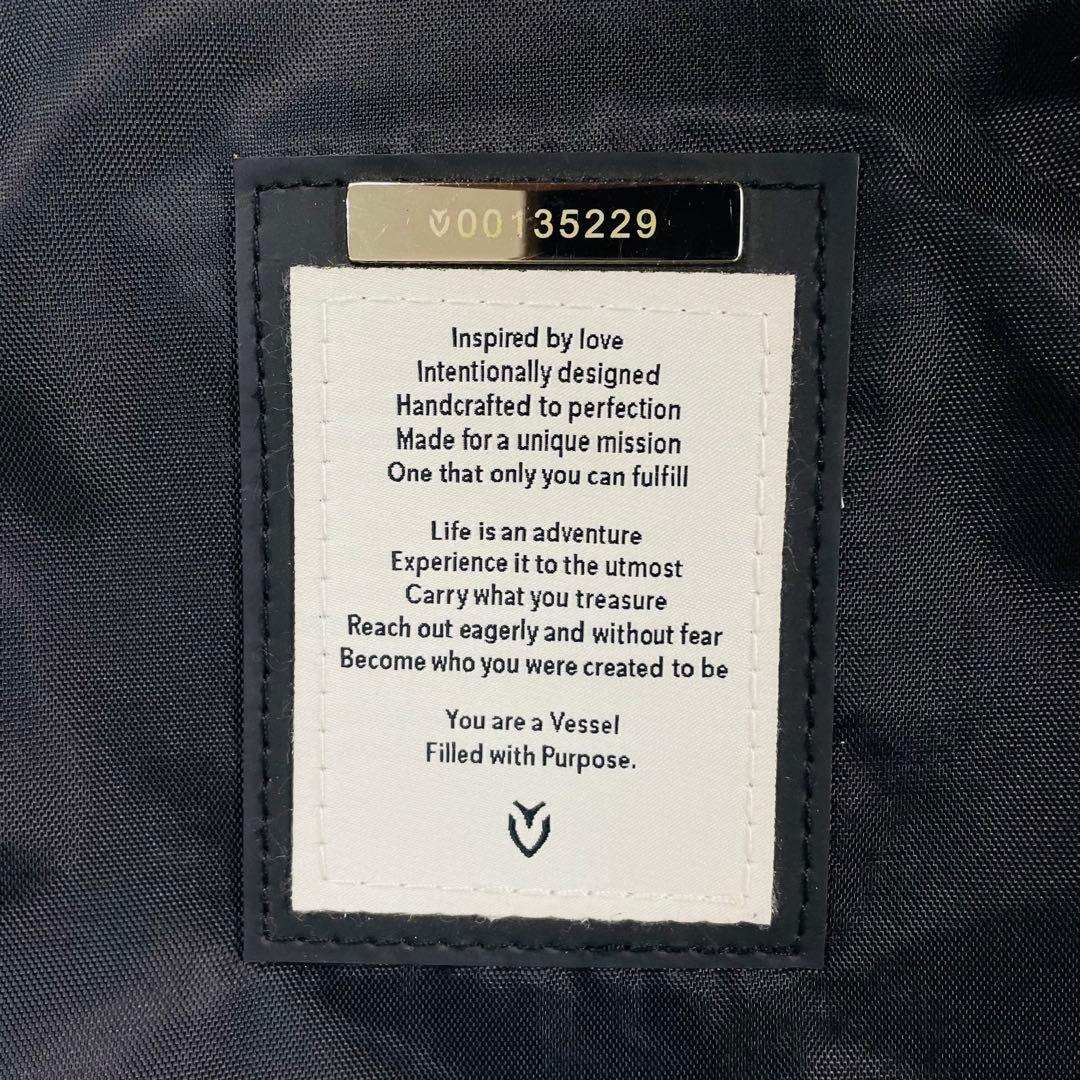 00135229
Inspired by love
Intentionally designed
Handcrafted to perfection
Made for a unique mission
One that only you can fulfill
Life is an adventure
Experience it to the utmost
Carry what you treasure
Reach out eagerly and without fear
Become who you were created to be
You are a Vessel
Filled with Purpose.